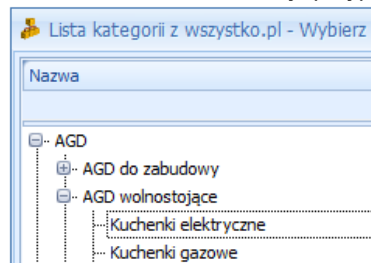 Lista kategorii z wszystko.pl - Wybierz
Nazwa
AGD
AGD do zabudowy
AGD wolnostojące
Kuchenki elektryczne
Kuchenki gazowe